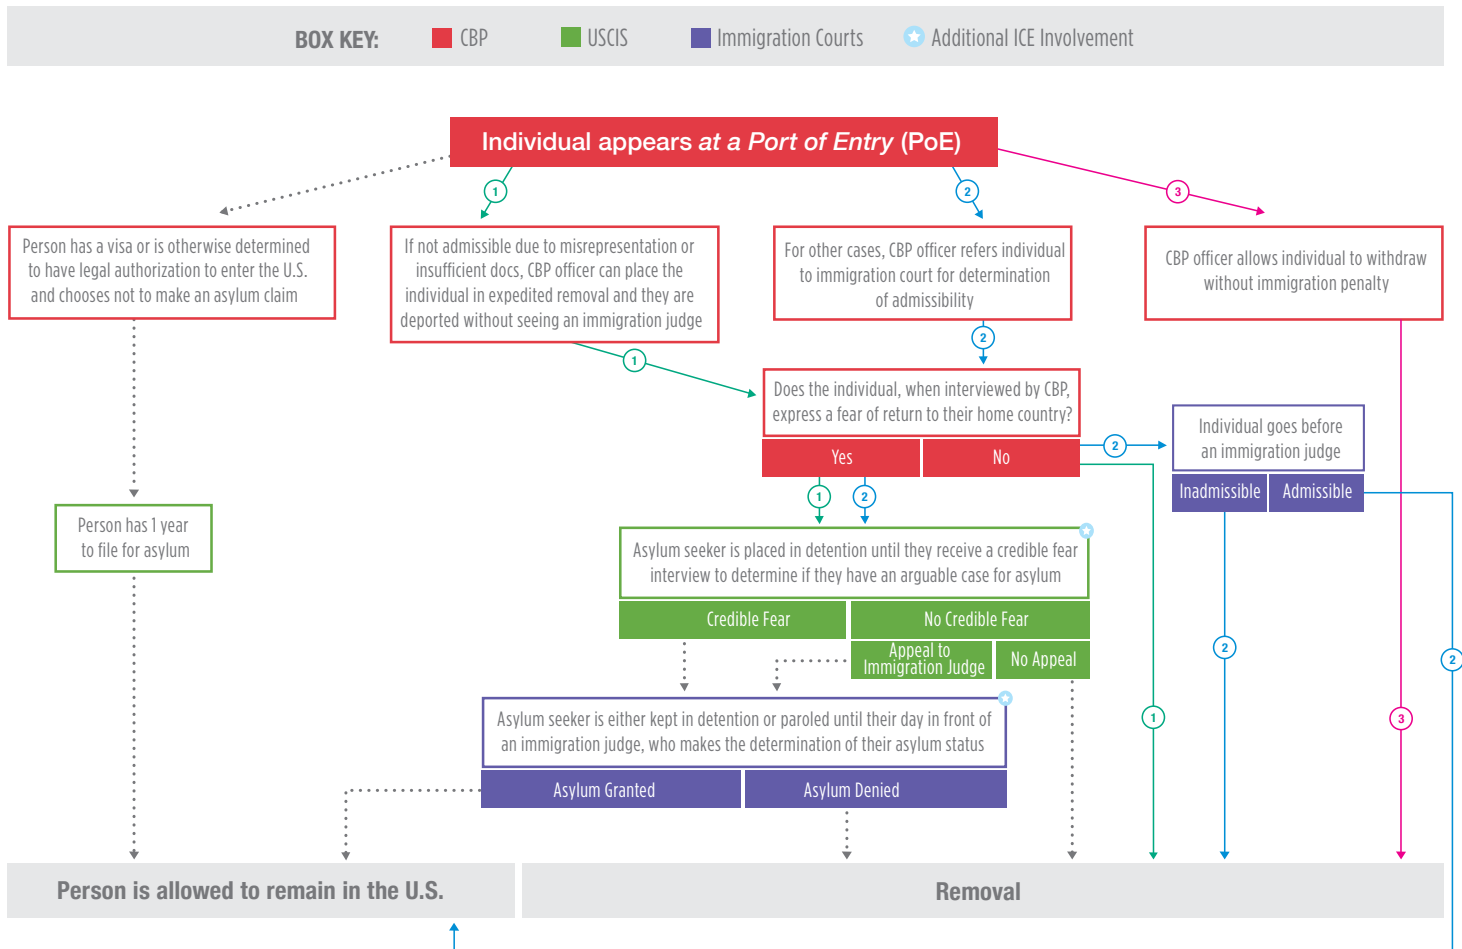 BOX KEY:
CBP
USCIS
Immigration Courts
Additional ICE Involvement
Individual appears at a Port of Entry (PoE)
1
2
3
Person has a visa or is otherwise determined
to have legal authorization to enter the U.S.
and chooses not to make an asylum claim
If not admissible due to misrepresentation or
insufficient docs, CBP officer can place the
individual in expedited removal and they are
deported without seeing an immigration judge
For other cases, CBP officer refers individual
to immigration court for determination
of admissibility
CBP officer allows individual to withdraw
without immigration penalty
1
2
Does the individual, when interviewed by CBP,
express a fear of return to their home country?
Yes
No
2
Individual goes before
an immigration judge
Inadmissible
Admissible
1
2
Person has 1 year
to file for asylum
Asylum seeker is placed in detention until they receive a credible fear
interview to determine if they have an arguable case for asylum
Credible Fear
No Credible Fear
Appeal to
Immigration Judge
No Appeal
2
2
Asylum seeker is either kept in detention or paroled until their day in front of
an immigration judge, who makes the determination of their asylum status
Asylum Granted
Asylum Denied
1
3
Person is allowed to remain in the U.S.
Removal